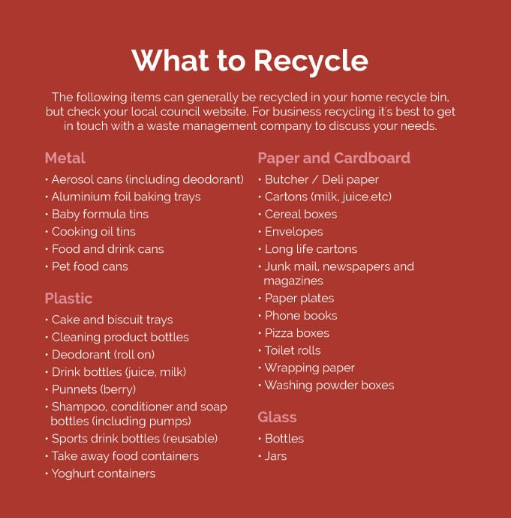 What to Recycle
The following items can generally be recycled in your home recycle bin,
but check your local council website. For business recycling it's best to get
in touch with a waste management company to discuss your needs.
Metal
• Aerosol cans (including deodorant)
• Aluminium foil baking trays
• Baby formula tins
• Cooking oil tins
• Food and drink cans
• Pet food cans
Plastic
• Cake and biscuit trays
• Cleaning product bottles
• Deodorant (roll on)
• Drink bottles (juice, milk)
• Punnets (berry)
• Shampoo, conditioner and soap
bottles (including pumps)
• Sports drink bottles (reusable)
• Take away food containers
• Yoghurt containers
Paper and Cardboard
• Butcher / Deli paper
• Cartons (milk, juice.etc)
• Cereal boxes
• Envelopes
• Long life cartons
• Junk mail, newspapers and
magazines
• Paper plates
• Phone books
• Pizza boxes
• Toilet rolls
• Wrapping paper
• Washing powder boxes
Glass
• Bottles
• Jars